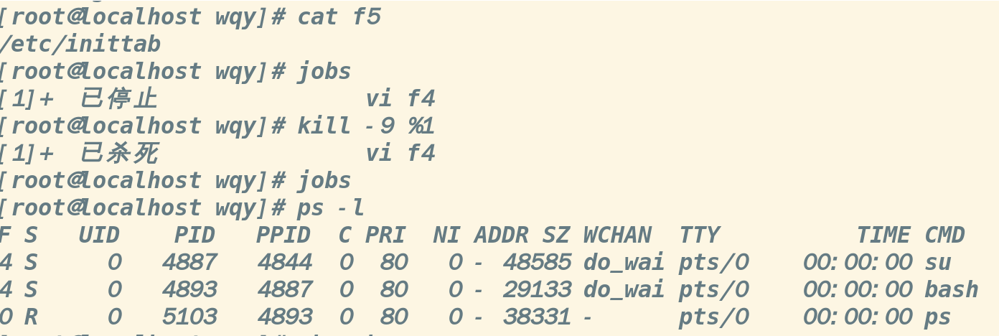 [root@localhost wqy]# cat f5
/etc/inittab
[root@localhost wqy]# jobs
[1]+  已停止               vi f4
[root@localhost wqy]# kill -9 %1
[1]+  已杀死               vi f4
[root@localhost wqy]# jobs
[root@localhost wqy]# ps -l
F S   UID    PID   PPID  C PRI  NI ADDR SZ WCHAN  TTY          TIME CMD
4 S     0   4887   4844  0  80   0 -  48585 do_wai pts/0    00:00:00 su
4 S     0   4893   4887  0  80   0 -  29133 do_wai pts/0    00:00:00 bash
0 R     0   5103   4893  0  80   0 -  38331 -      pts/0    00:00:00 ps